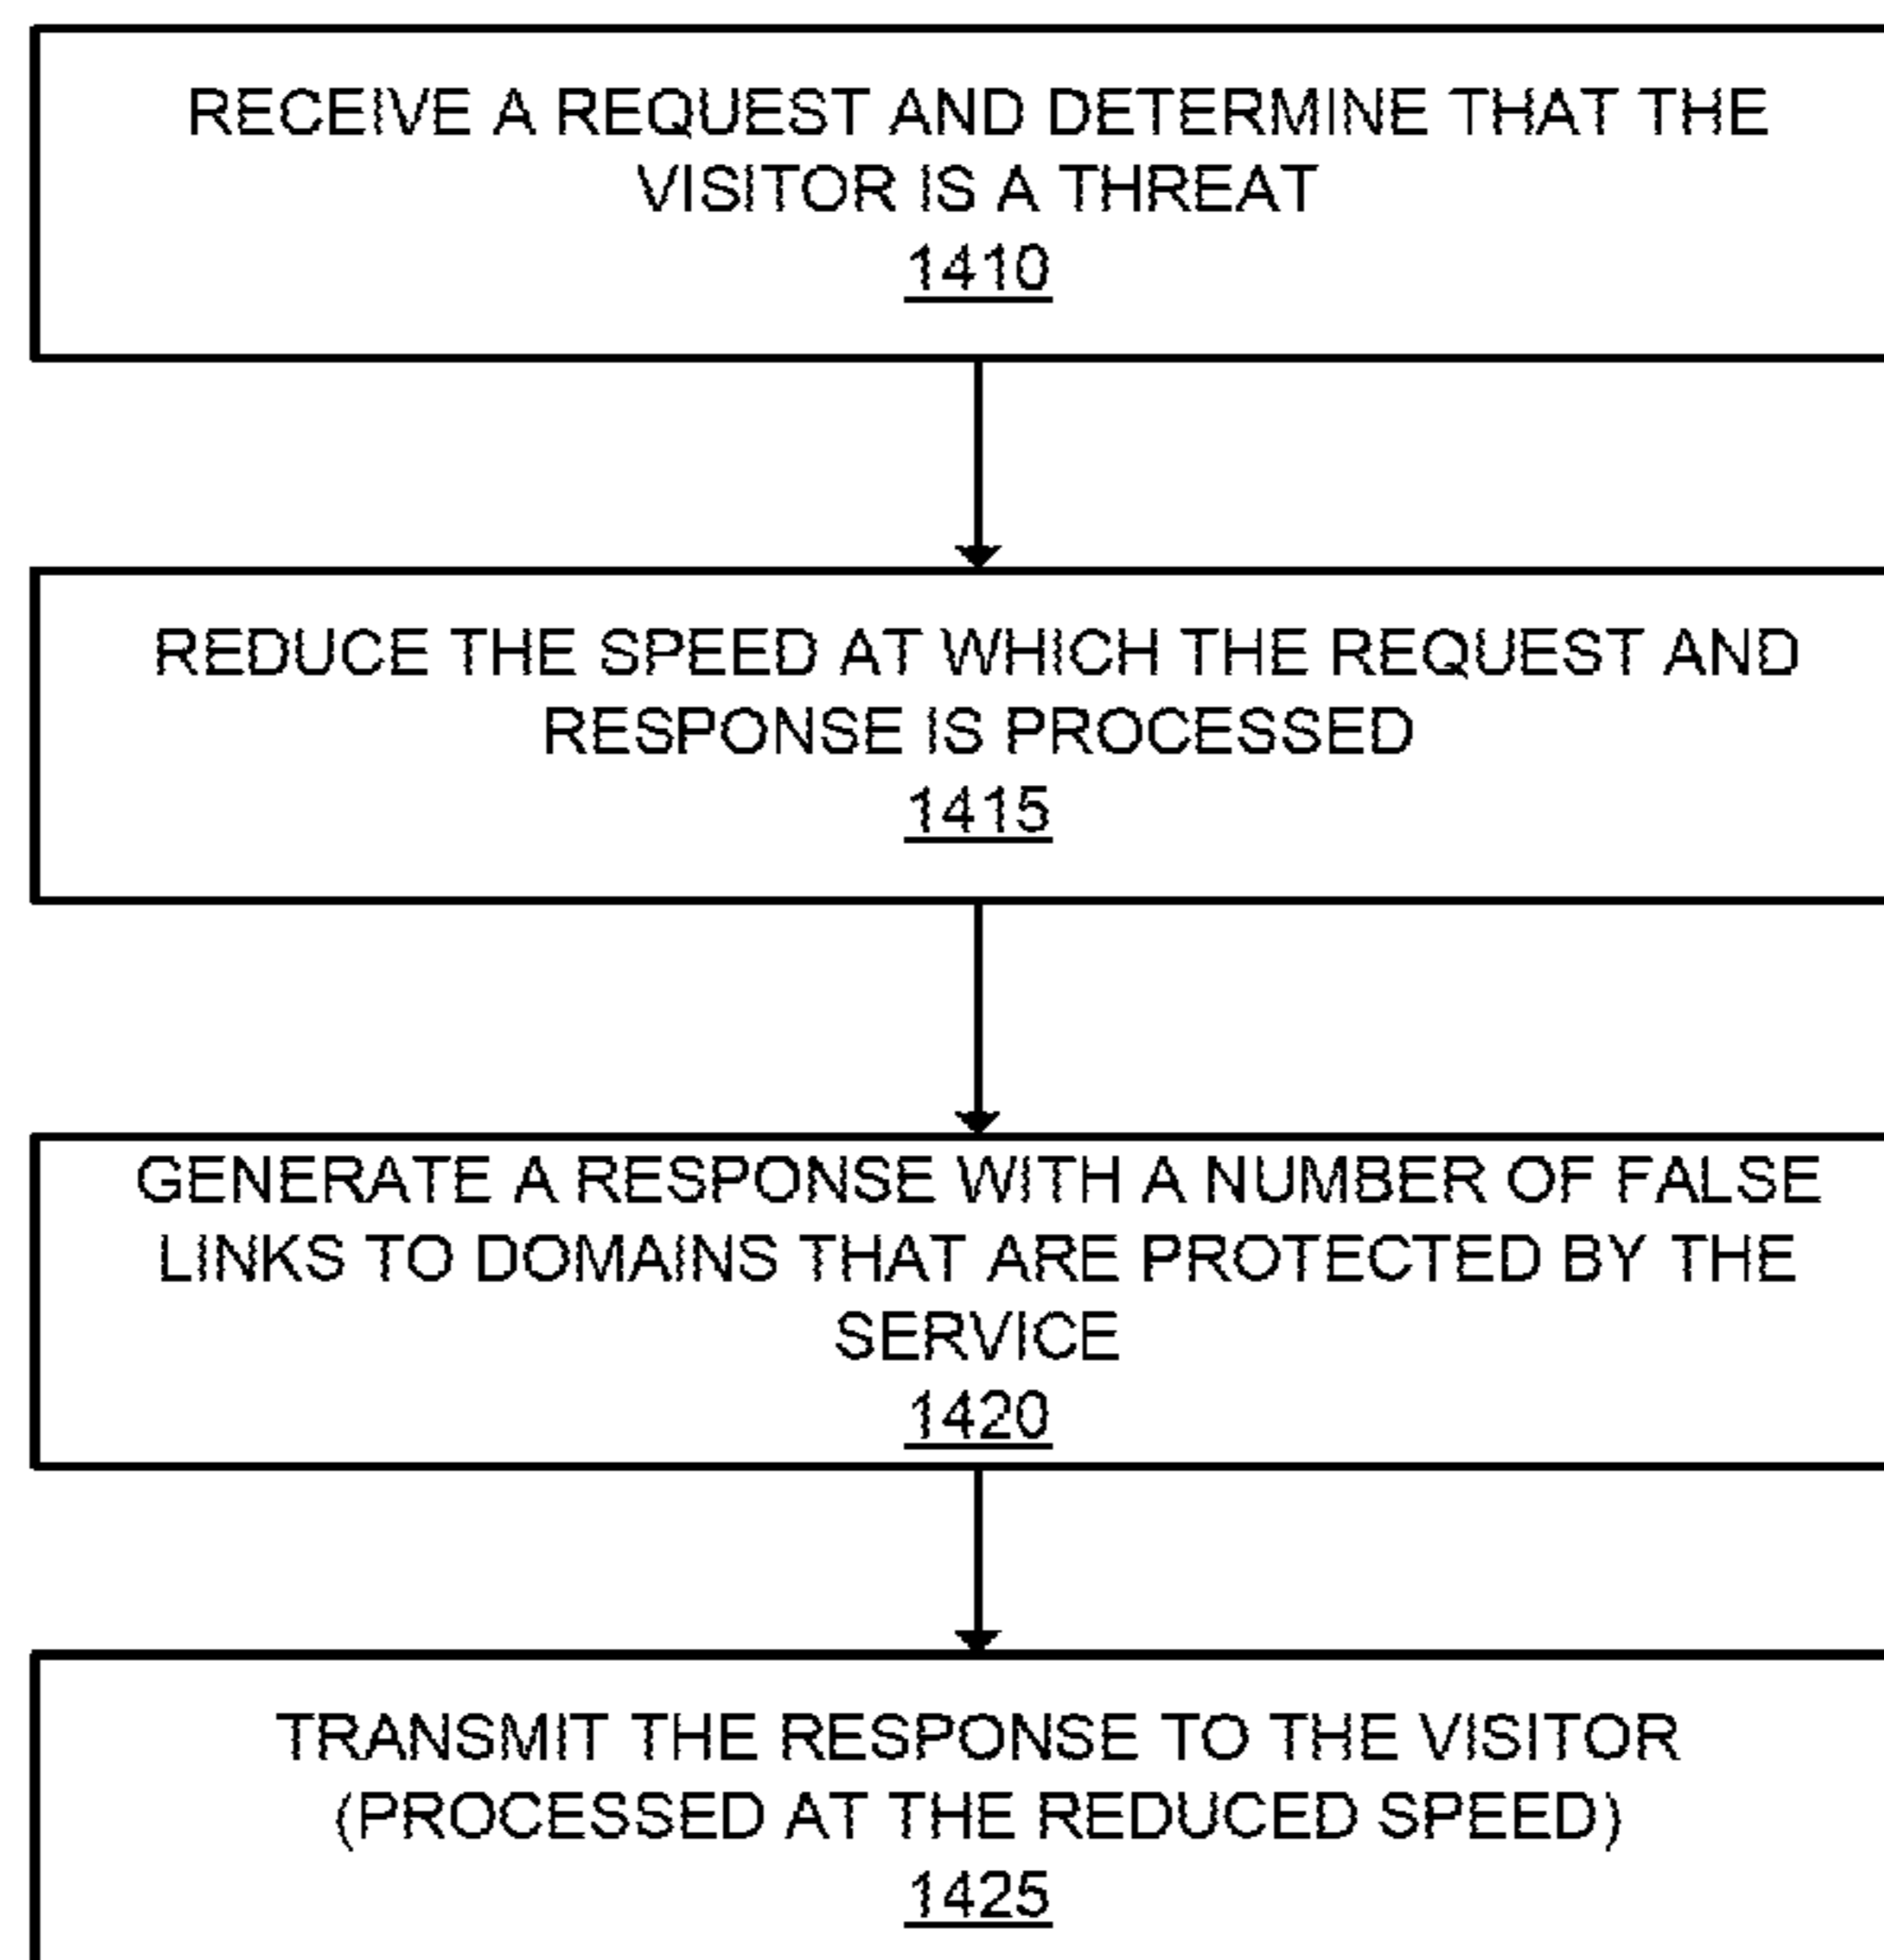 RECEIVE A REQUEST AND DETERMINE THAT THE
VISITOR IS A THREAT
1410
REDUCE THE SPEED AT WHICH THE REQUEST AND
RESPONSE IS PROCESSED
1415
GENERATE A RESPONSE WITH A NUMBER OF FALSE
LINKS TO DOMAINS THAT ARE PROTECTED BY THE
SERVICE
1420
TRANSMIT THE RESPONSE TO THE VISITOR
(PROCESSED AT THE REDUCED SPEED)
1425